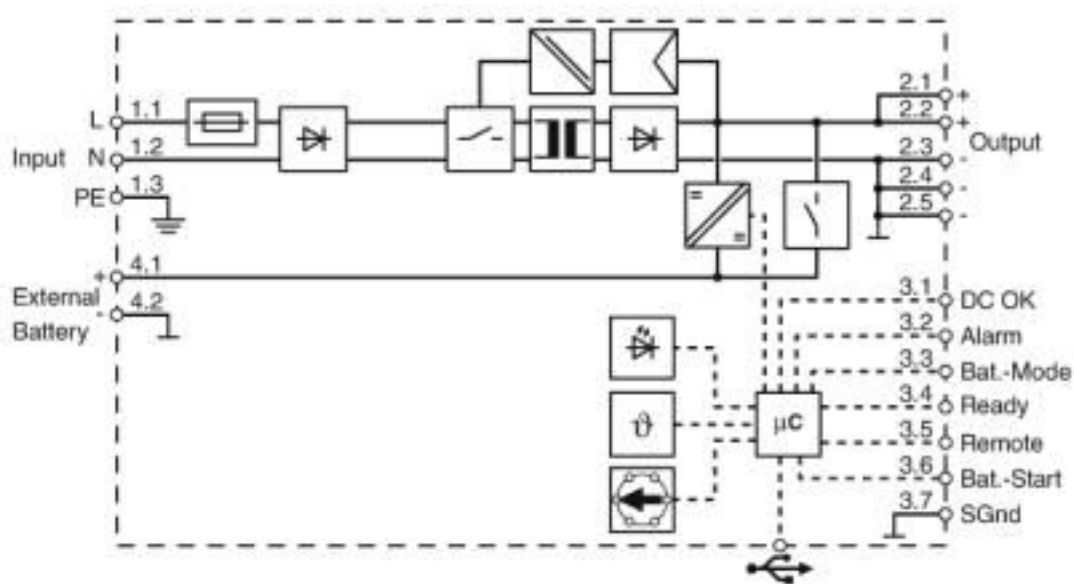 2.1
+
L 1.1
2.2
+
Input N 1.2
2.3
- Output
PE 1.3
2.4
-
2.5
-
=
=
+ 4.1
External
- 4.2
Battery
3.1 DC OK
3.2 Alarm
3.3 Bat.-Mode
3.4 Ready
ϑ
µC
3.5 Remote
3.6 Bat.-Start
3.7 SGnd